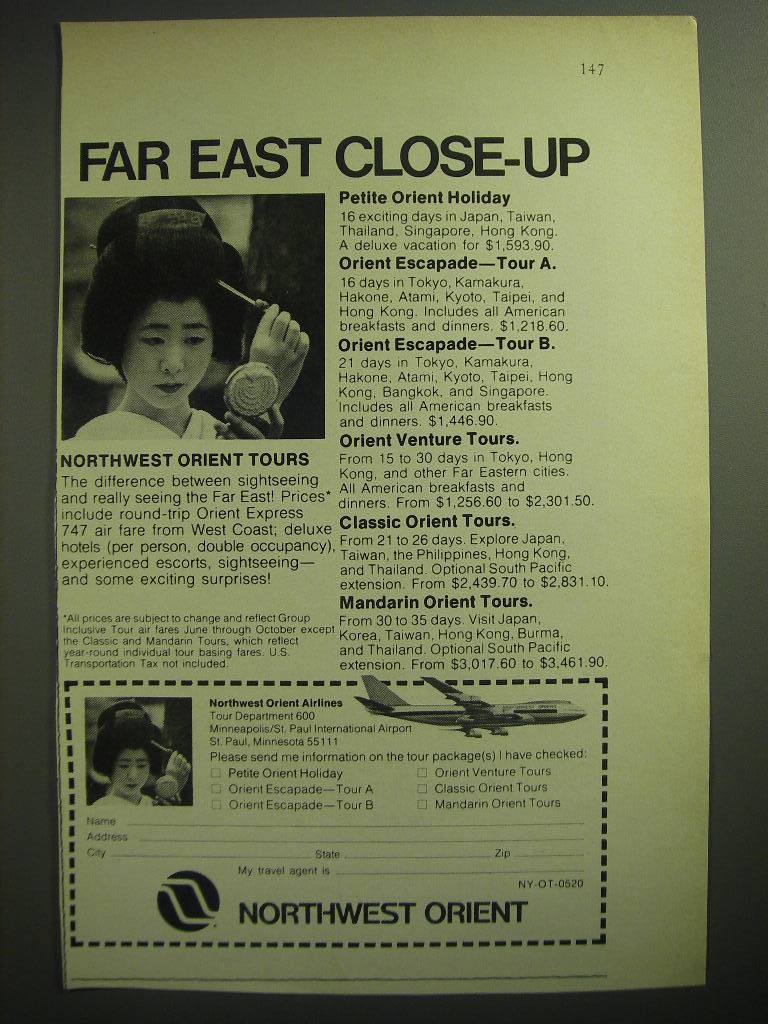 147
FAR EAST CLOSE-UP
NORTHWEST ORIENT TOURS
The difference between sightseeing
and really seeing the Far East! Prices*
include round-trip Orient Express
747 air fare from West Coast; deluxe
hotels (per person, double occupancy),
experienced escorts, sightseeing—
and some exciting surprises!
*All prices are subject to change and reflect Group
Inclusive Tour air fares June through October except
the Classic and Mandarin Tours, which reflect
year-round individual tour basing fares. U.S.
Transportation Tax not included.
Petite Orient Holiday
16 exciting days in Japan, Taiwan,
Thailand, Singapore, Hong Kong.
A deluxe vacation for $1,593.90.
Orient Escapade—Tour A.
16 days in Tokyo, Kamakura,
Hakone, Atami, Kyoto, Taipei, and
Hong Kong. Includes all American
breakfasts and dinners. $1,218.60.
Orient Escapade—Tour B.
21 days in Tokyo, Kamakura,
Hakone, Atami, Kyoto, Taipei, Hong
Kong, Bangkok, and Singapore.
Includes all American breakfasts
and dinners. $1,446.90.
Orient Venture Tours.
From 15 to 30 days in Tokyo, Hong
Kong, and other Far Eastern cities.
All American breakfasts and
dinners. From $1,256.60 to $2,301.50.
Classic Orient Tours.
From 21 to 26 days. Explore Japan,
Taiwan, the Philippines, Hong Kong,
and Thailand. Optional South Pacific
extension. From $2,439.70 to $2,831.10.
Mandarin Orient Tours.
From 30 to 35 days. Visit Japan,
Korea, Taiwan, Hong Kong, Burma,
and Thailand. Optional South Pacific
extension. From $3,017.60 to $3,461.90.
Northwest Orient Airlines
Tour Department 600
Minneapolis/St. Paul International Airport
St. Paul, Minnesota 55111
NORTHWEST ORIENT
Please send me information on the tour package(s) I have checked:
Petite Orient Holiday
Orient Escapade—Tour A
Orient Escapade—Tour B
Orient Venture Tours
Classic Orient Tours
Mandarin Orient Tours
Name
Address
City State Zip
My travel agent is
NY-OT-0520
NORTHWEST ORIENT